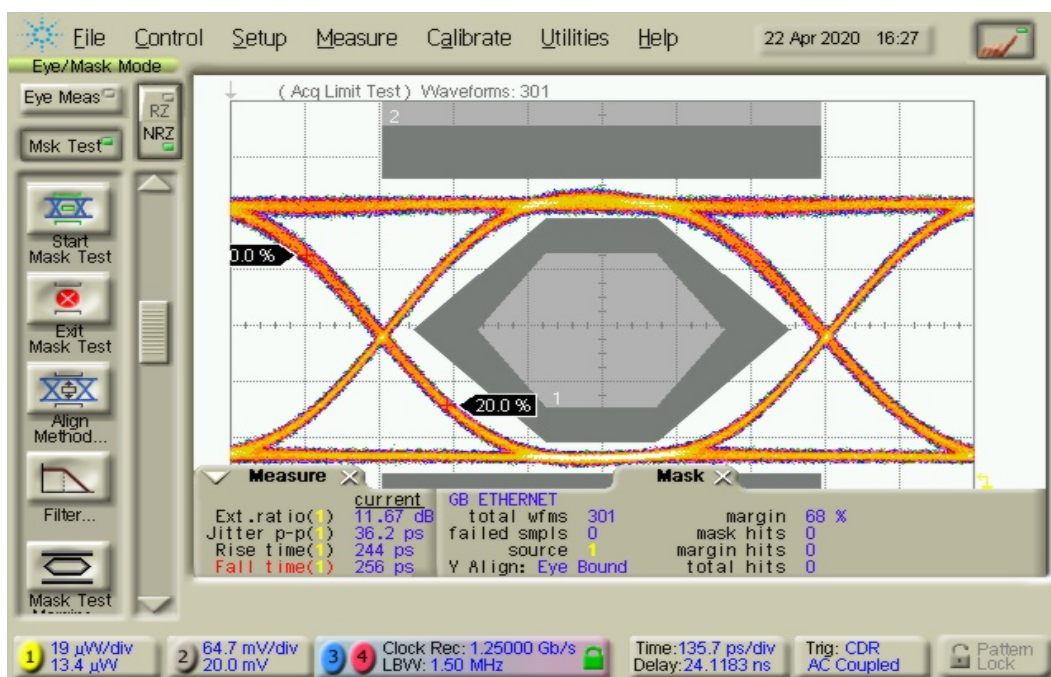 File Control Setup Measure Calibrate Utilities Help 22 Apr 2020 16:27
Eye/Mask Mode
Eye Meas
RZ
NRZ
Msk Test
Start
Mask Test
Exit
Mask Test
Align
Method...
Filter...
Mask Test
( Acq Limit Test ) Waveforms: 301
2
0.0 %
20.0 %
1
Measure
current
Ext.ratio(1) 11.67 dB
Jitter p-p(1) 36.2 ps
Rise time(1) 244 ps
Fall time(1) 256 ps
Mask
GB ETHERNET
total wfms 301
failed smpls 0
source 1
Y Align: Eye Bound
margin 68 %
mask hits 0
margin hits 0
total hits 0
1
19 µW/div
13.4 µW
2
64.7 mV/div
20.0 mV
3
4
Clock Rec: 1.25000 Gb/s
LBW: 1.50 MHz
Time:135.7 ps/div
Delay:24.1183 ns
Trig: CDR
AC Coupled
Pattern
Lock